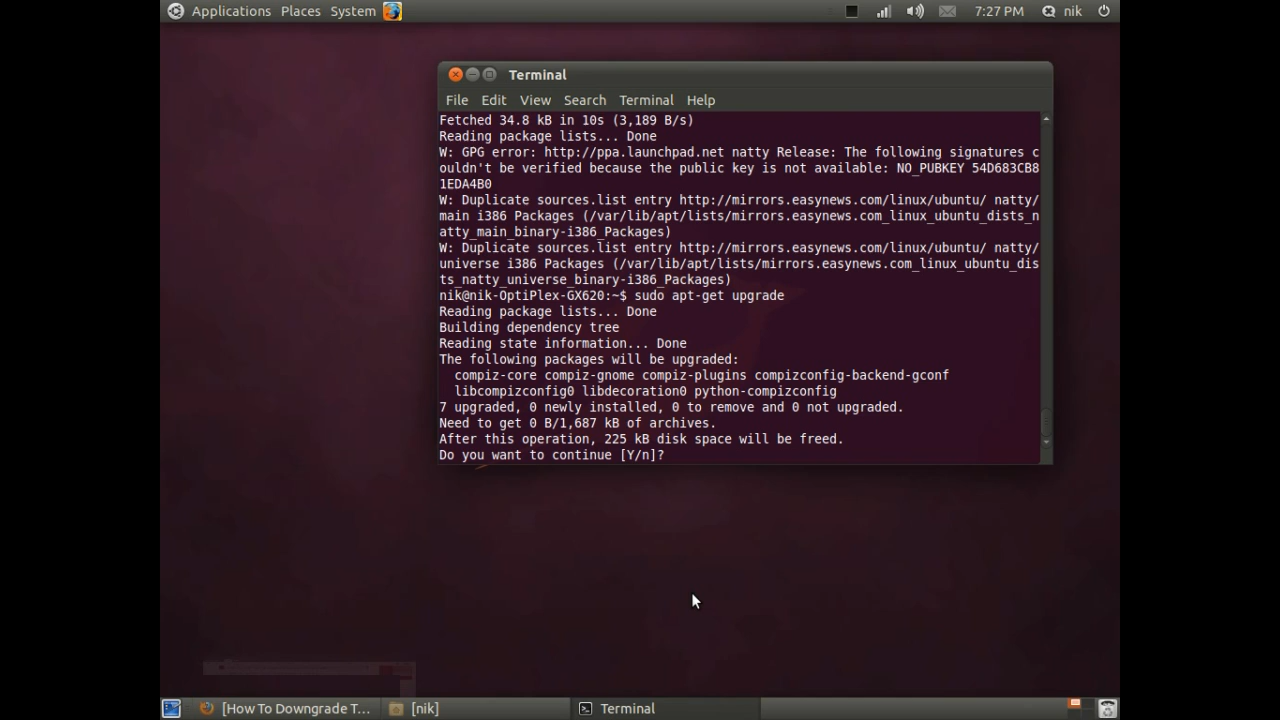 Applications Places System 7:27 PM nik
Terminal
File Edit View Search Terminal Help
Fetched 34.8 kB in 10s (3,189 B/s)
Reading package lists... Done
W: GPG error: http://ppa.launchpad.net natty Release: The following signatures c
ouldn't be verified because the public key is not available: NO_PUBKEY 54D683CB8
1EDA4B0
W: Duplicate sources.list entry http://mirrors.easynews.com/linux/ubuntu/ natty/
main i386 Packages (/var/lib/apt/lists/mirrors.easynews.com_linux_ubuntu_dists_n
atty_main_binary-i386_Packages)
W: Duplicate sources.list entry http://mirrors.easynews.com/linux/ubuntu/ natty/
universe i386 Packages (/var/lib/apt/lists/mirrors.easynews.com_linux_ubuntu_dis
ts_natty_universe_binary-i386_Packages)
nik@nik-OptiPlex-GX620:~$ sudo apt-get upgrade
Reading package lists... Done
Building dependency tree
Reading state information... Done
The following packages will be upgraded:
compiz-core compiz-gnome compiz-plugins compizconfig-backend-gconf
libcompizconfig0 libdecoration0 python-compizconfig
7 upgraded, 0 newly installed, 0 to remove and 0 not upgraded.
Need to get 0 B/1,687 kB of archives.
After this operation, 225 kB disk space will be freed.
Do you want to continue [Y/n]?
[How To Downgrade T... [nik] Terminal